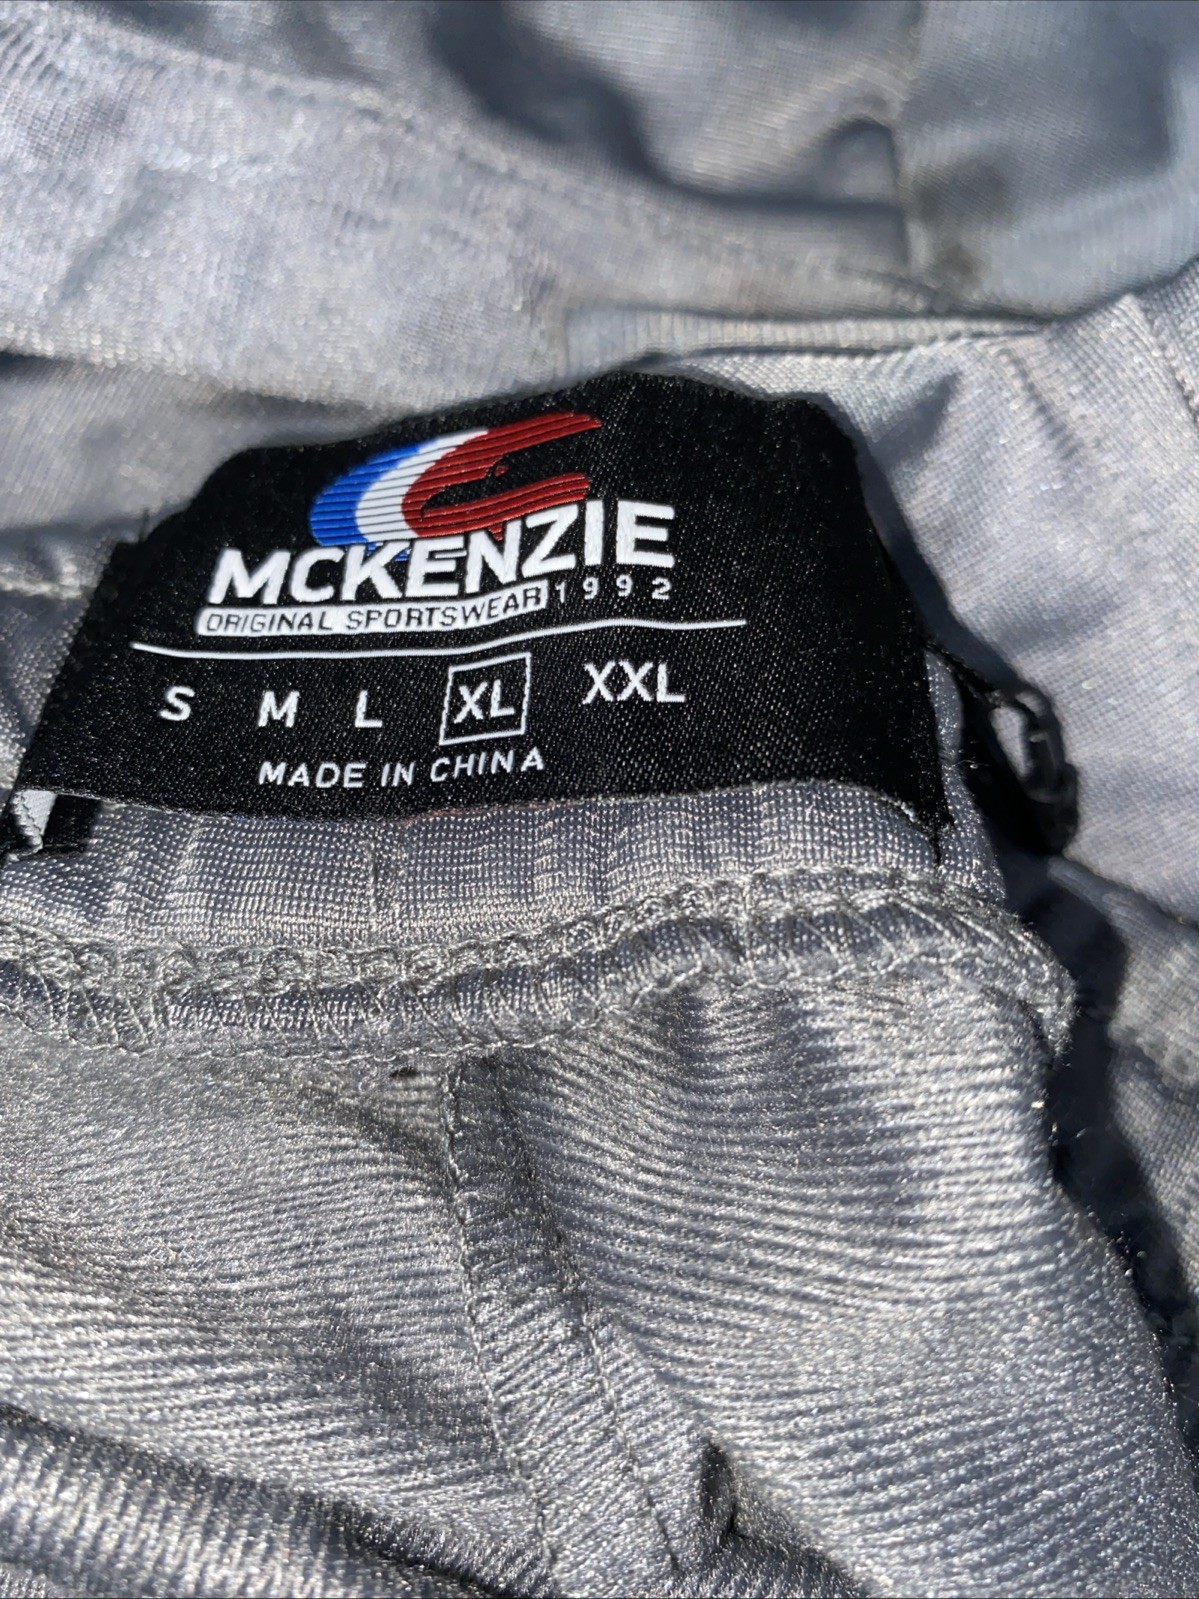 MCKENZIE
ORIGINAL SPORTSWEAR 1992
S M L XL XXL
MADE IN CHINA